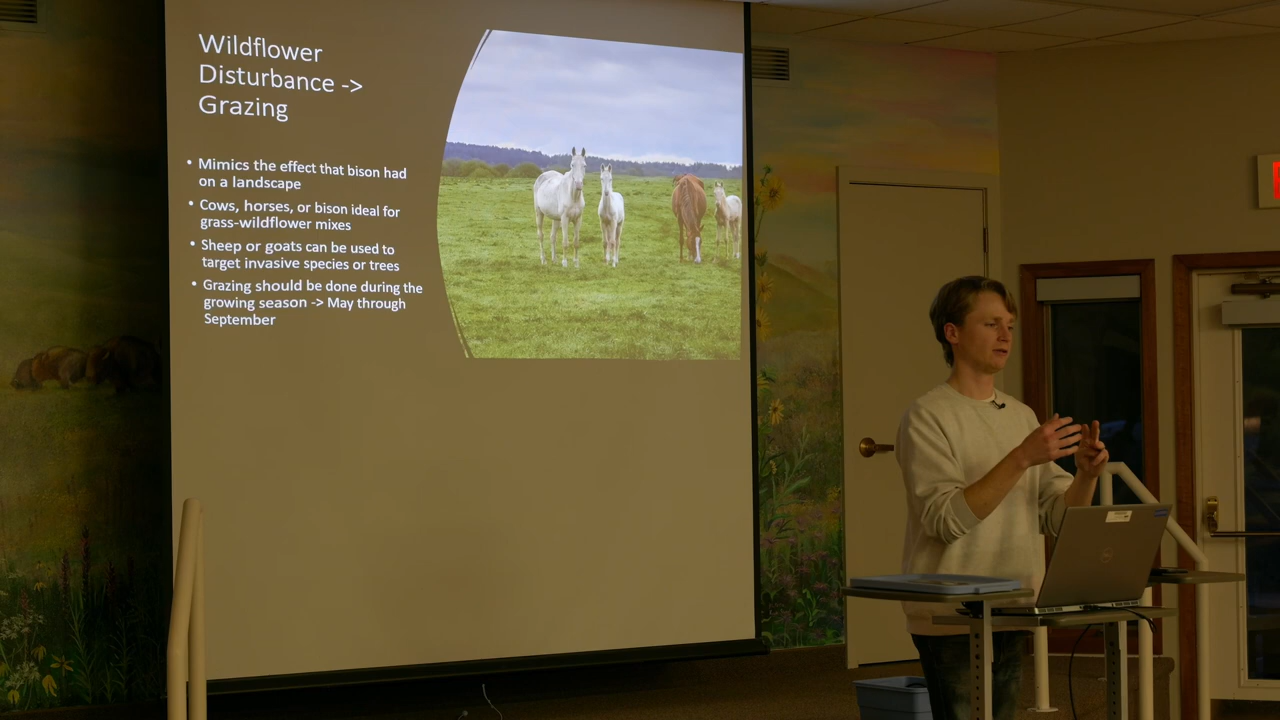 Wildflower
Disturbance ->
Grazing
• Mimics the effect that bison had
on a landscape
• Cows, horses, or bison ideal for
grass-wildflower mixes
• Sheep or goats can be used to
target invasive species or trees
• Grazing should be done during the
growing season -> May through
September